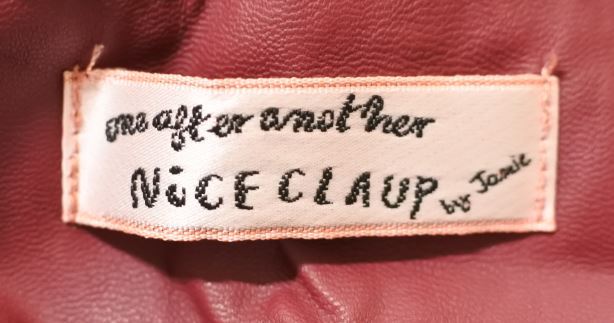 one after another
NiCE CLAUP by Jamie